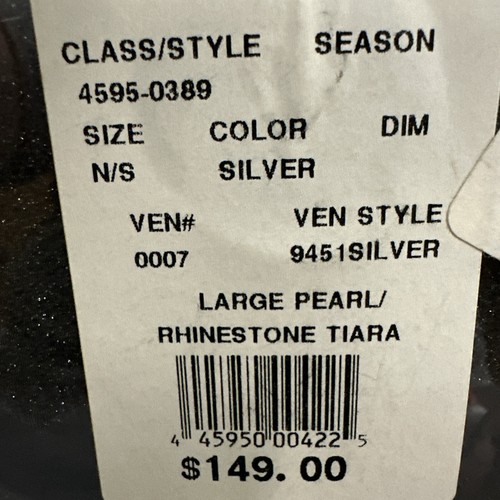 CLASS/STYLE SEASON
4595-0389
SIZE COLOR DIM
N/S SILVER
VEN# VEN STYLE
0007 9451SILVER
LARGE PEARL/
RHINESTONE TIARA
4 45950 00422 5
$149.00